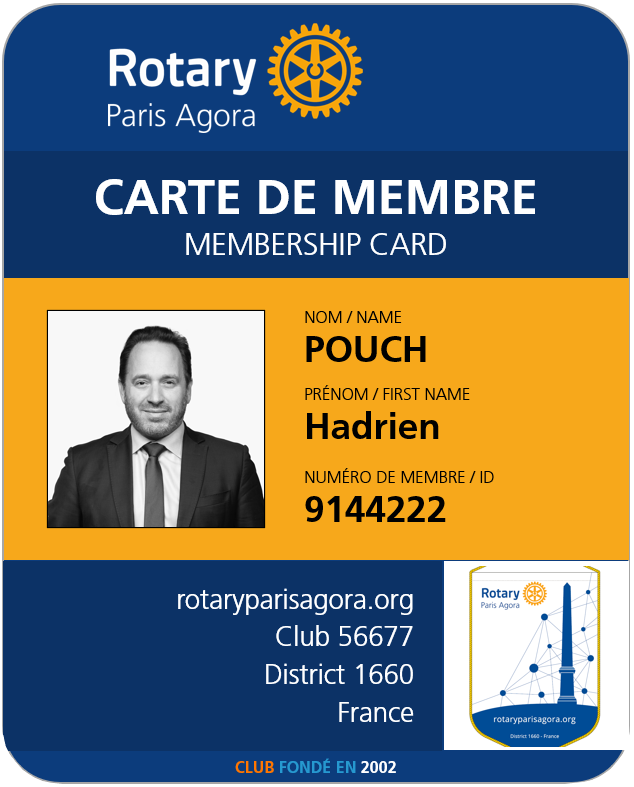 Rotary
Paris Agora
CARTE DE MEMBRE
MEMBERSHIP CARD
NOM / NAME
POUCH
PRÉNOM / FIRST NAME
Hadrien
NUMÉRO DE MEMBRE / ID
9144222
rotaryparisagora.org
Club 56677
District 1660
France
Rotary
Paris Agora
rotaryparisagora.org
District 1660 - France
CLUB FONDÉ EN 2002